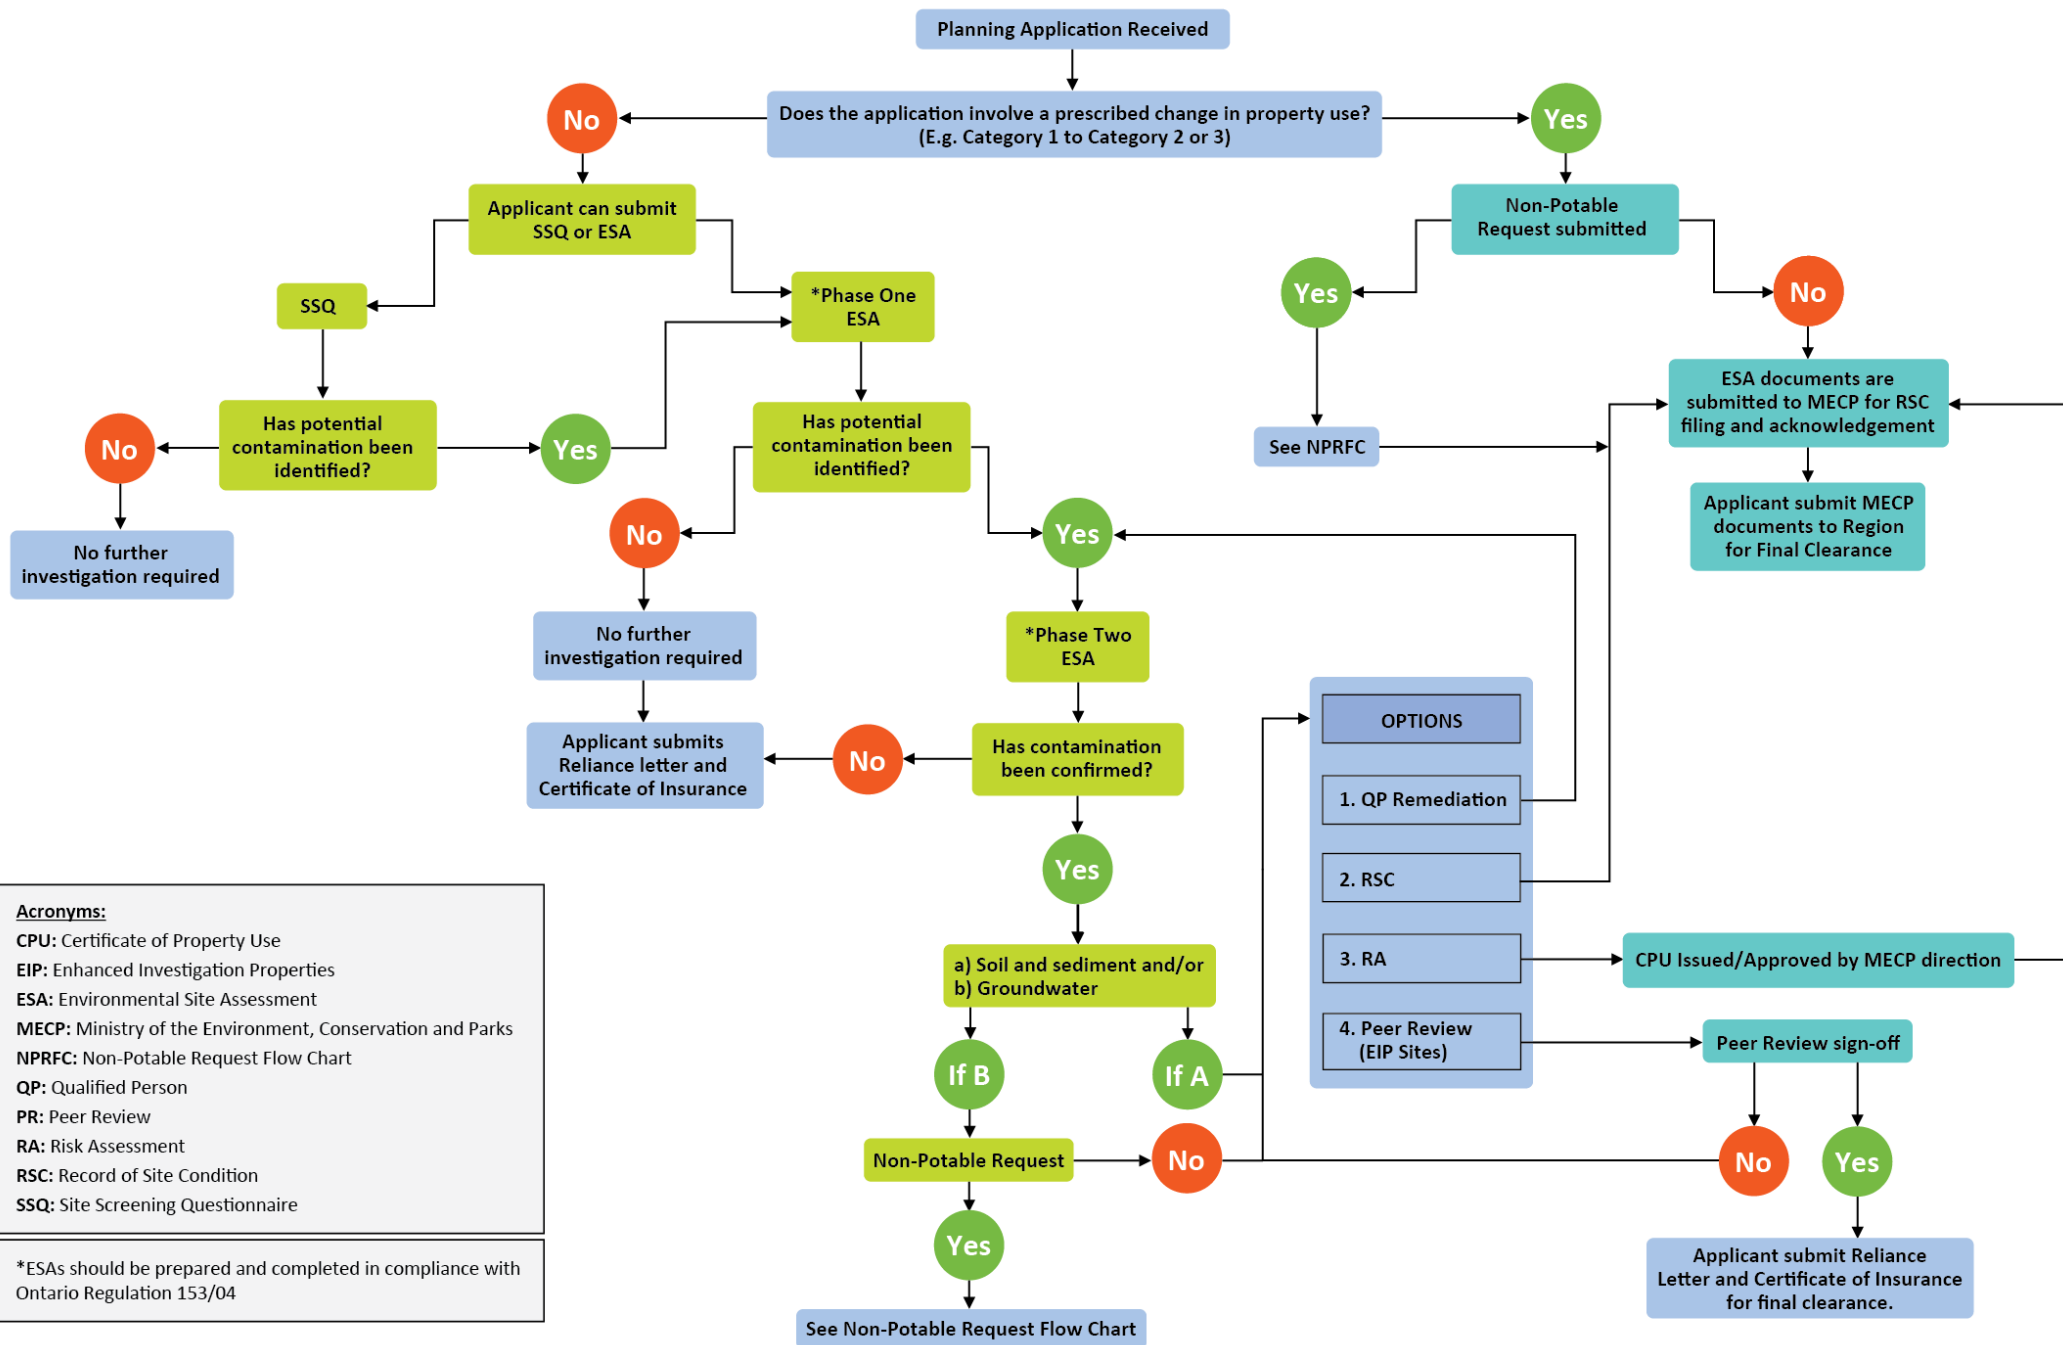 Planning Application Received
Does the application involve a prescribed change in property use?
(E.g. Category 1 to Category 2 or 3)
No
Yes
Applicant can submit
SSQ or ESA
Non-Potable
Request submitted
SSQ
*Phase One
ESA
Yes
No
Has potential
contamination been
identified?
No
Yes
Has potential
contamination been
identified?
See NPRFC
ESA documents are
submitted to MECP for RSC
filing and acknowledgement
No further
investigation required
No
Yes
Applicant submit MECP
documents to Region
for Final Clearance
No further
investigation required
*Phase Two
ESA
Applicant submits
Reliance letter and
Certificate of Insurance
No
Has contamination
been confirmed?
Yes
OPTIONS
1. QP Remediation
2. RSC
3. RA
4. Peer Review
(EIP Sites)
CPU Issued/Approved by MECP direction
Peer Review sign-off
a) Soil and sediment and/or
b) Groundwater
If B
If A
Non-Potable Request
No
No
Yes
Yes
See Non-Potable Request Flow Chart
Applicant submit Reliance
Letter and Certificate of Insurance
for final clearance.
Acronyms:
CPU: Certificate of Property Use
EIP: Enhanced Investigation Properties
ESA: Environmental Site Assessment
MECP: Ministry of the Environment, Conservation and Parks
NPRFC: Non-Potable Request Flow Chart
QP: Qualified Person
PR: Peer Review
RA: Risk Assessment
RSC: Record of Site Condition
SSQ: Site Screening Questionnaire
*ESAs should be prepared and completed in compliance with
Ontario Regulation 153/04